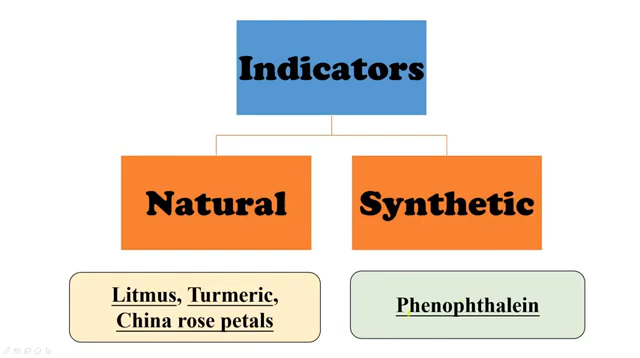 Indicators
Natural
Synthetic
Litmus, Turmeric,
China rose petals
Phenophthalein